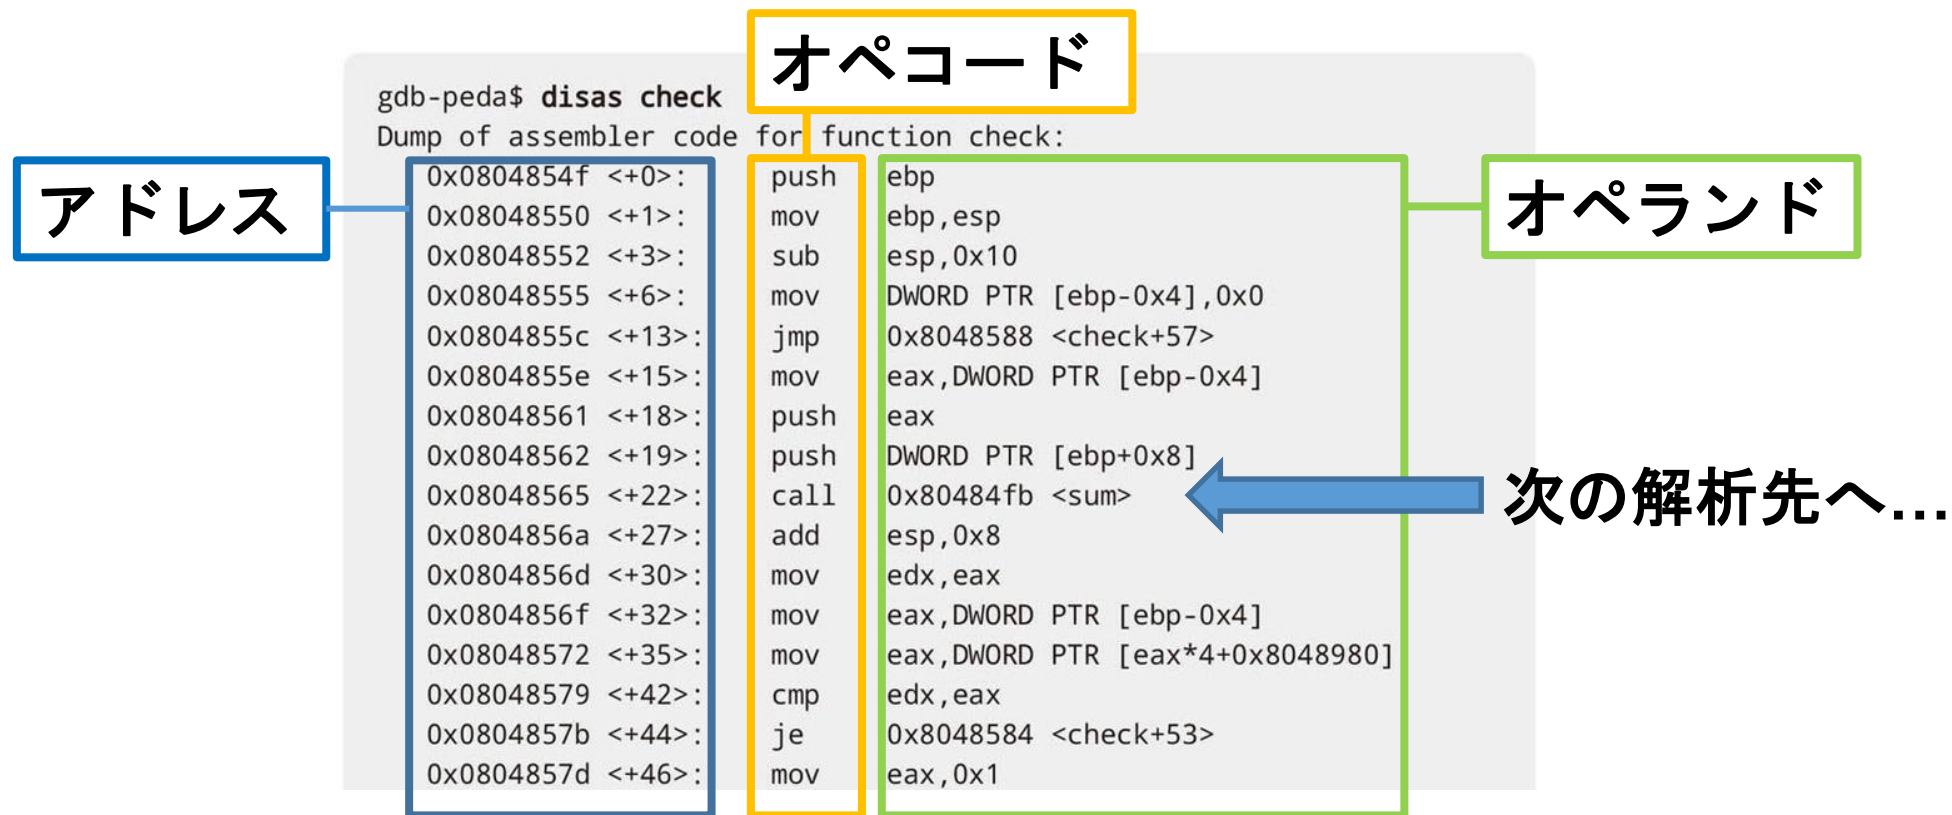 オペコード
gdb-peda$ disas check
Dump of assembler code for function check:
アドレス
オペランド
0x0804854f <+0>: push ebp
0x08048550 <+1>: mov ebp,esp
0x08048552 <+3>: sub esp,0x10
0x08048555 <+6>: mov DWORD PTR [ebp-0x4],0x0
0x0804855c <+13>: jmp 0x8048588 <check+57>
0x0804855e <+15>: mov eax,DWORD PTR [ebp-0x4]
0x08048561 <+18>: push eax
0x08048562 <+19>: push DWORD PTR [ebp+0x8]
0x08048565 <+22>: call 0x80484fb <sum>
次の解析先へ…
0x0804856a <+27>: add esp,0x8
0x0804856d <+30>: mov edx,eax
0x0804856f <+32>: mov eax,DWORD PTR [ebp-0x4]
0x08048572 <+35>: mov eax,DWORD PTR [eax*4+0x8048980]
0x08048579 <+42>: cmp edx,eax
0x0804857b <+44>: je 0x8048584 <check+53>
0x0804857d <+46>: mov eax,0x1